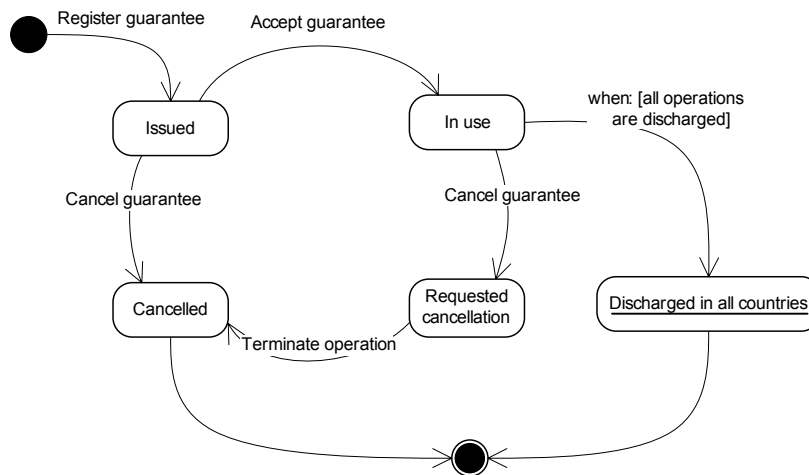 Register guarantee
Accept guarantee
Issued
In use
when: [all operations
are discharged]
Cancel guarantee
Cancel guarantee
Cancelled
Requested
cancellation
Discharged in all countries
Terminate operation